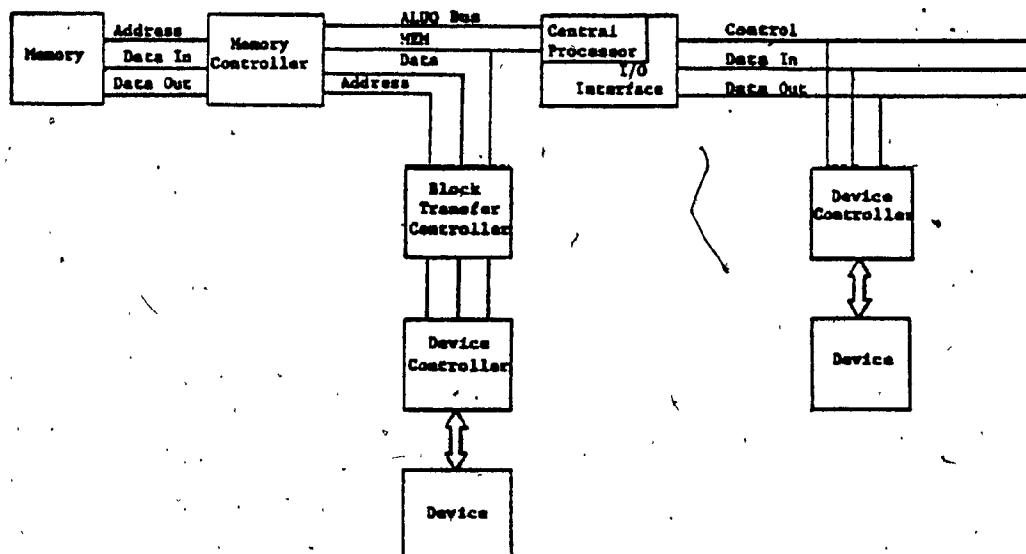 Memory
Address
Data In
Data Out
Memory
Controller
ALUO Bus
MEM
Data
Address
Central
Processor
I/O
Interface
Control
Data In
Data Out
Block
Transfer
Controller
Device
Controller
Device
Device
Controller
Device